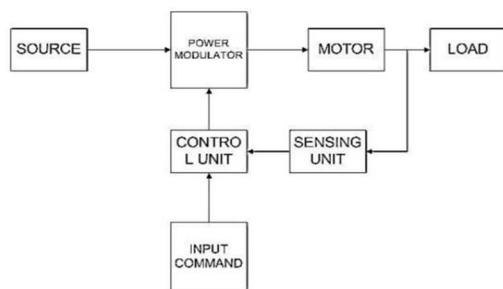 SOURCE
POWER
MODULATOR
MOTOR
LOAD
CONTRO
L UNIT
SENSING
UNIT
INPUT
COMMAND